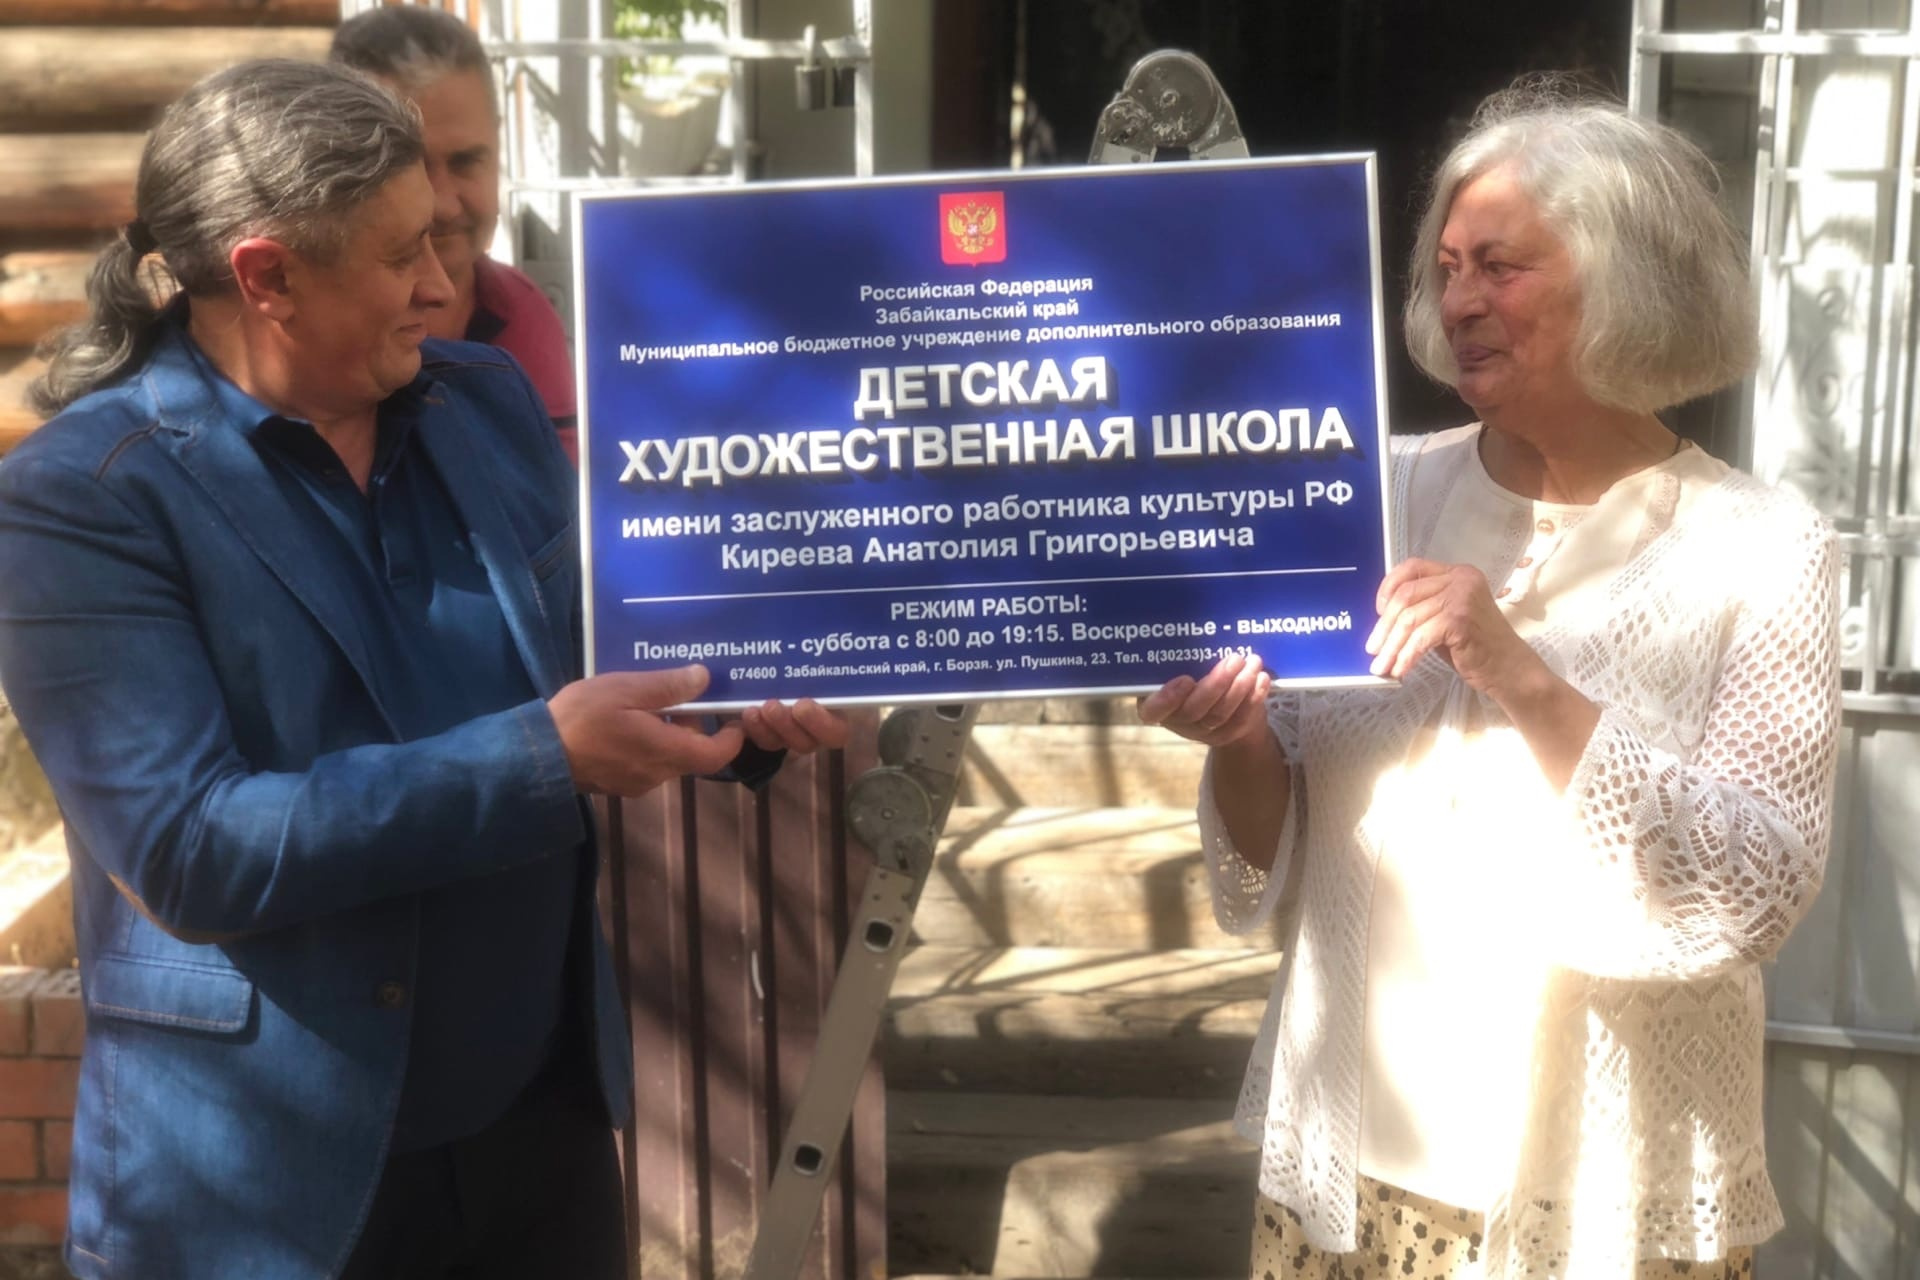 Российская Федерация
Забайкальский край
Муниципальное бюджетное учреждение дополнительного образования
ДЕТСКАЯ
ХУДОЖЕСТВЕННАЯ ШКОЛА
имени заслуженного работника культуры РФ
Киреева Анатолия Григорьевича
РЕЖИМ РАБОТЫ:
Понедельник - суббота с 8:00 до 19:15. Воскресенье - выходной
674600 Забайкальский край, г. Борзя. ул. Пушкина, 23. Тел. 8(30233)3-10-31